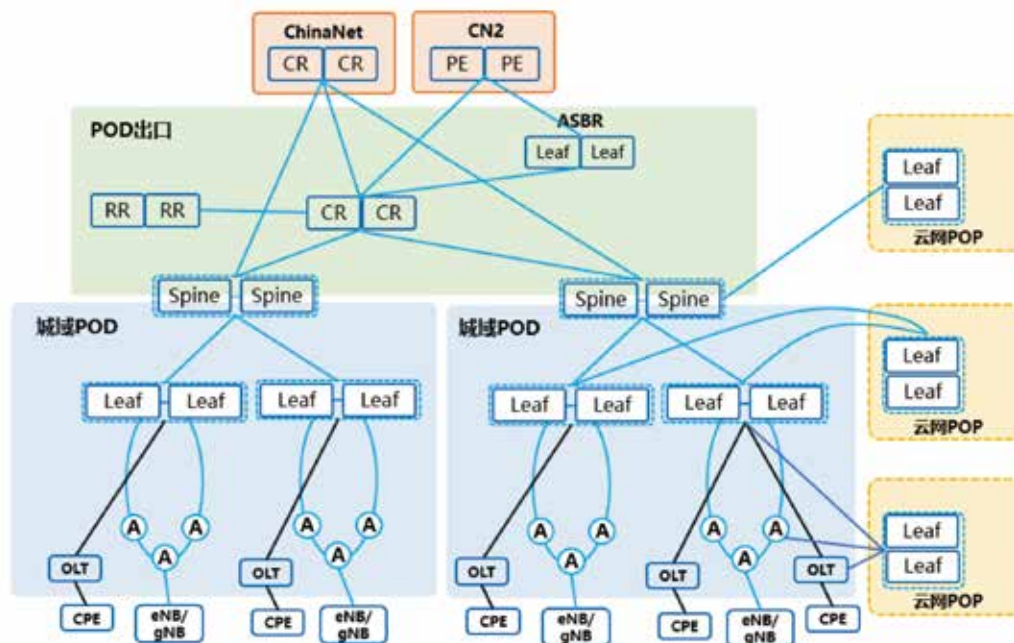 ChinaNet
CN2
CR CR
PE PE
POD出口
ASBR
Leaf Leaf
RR RR
CR CR
Leaf
Leaf
云网POP
Spine Spine
Spine Spine
城域POD
城域POD
Leaf
Leaf
云网POP
Leaf Leaf
Leaf Leaf
Leaf Leaf
Leaf Leaf
A A
A
A A
A
A A
A
A A
A
Leaf
Leaf
云网POP
OLT
OLT
OLT
OLT
OLT
CPE
eNB/
gNB
CPE
eNB/
gNB
CPE
eNB/
gNB
CPE
eNB/
gNB
CPE